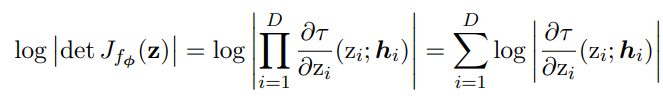 log |det J_{f_ϕ}(𝐳)| = log |∏_{i=1}^{D} ∂τ/∂z_i (z_i; 𝒉_i)| = ∑_{i=1}^{D} log |∂τ/∂z_i (z_i; 𝒉_i)|